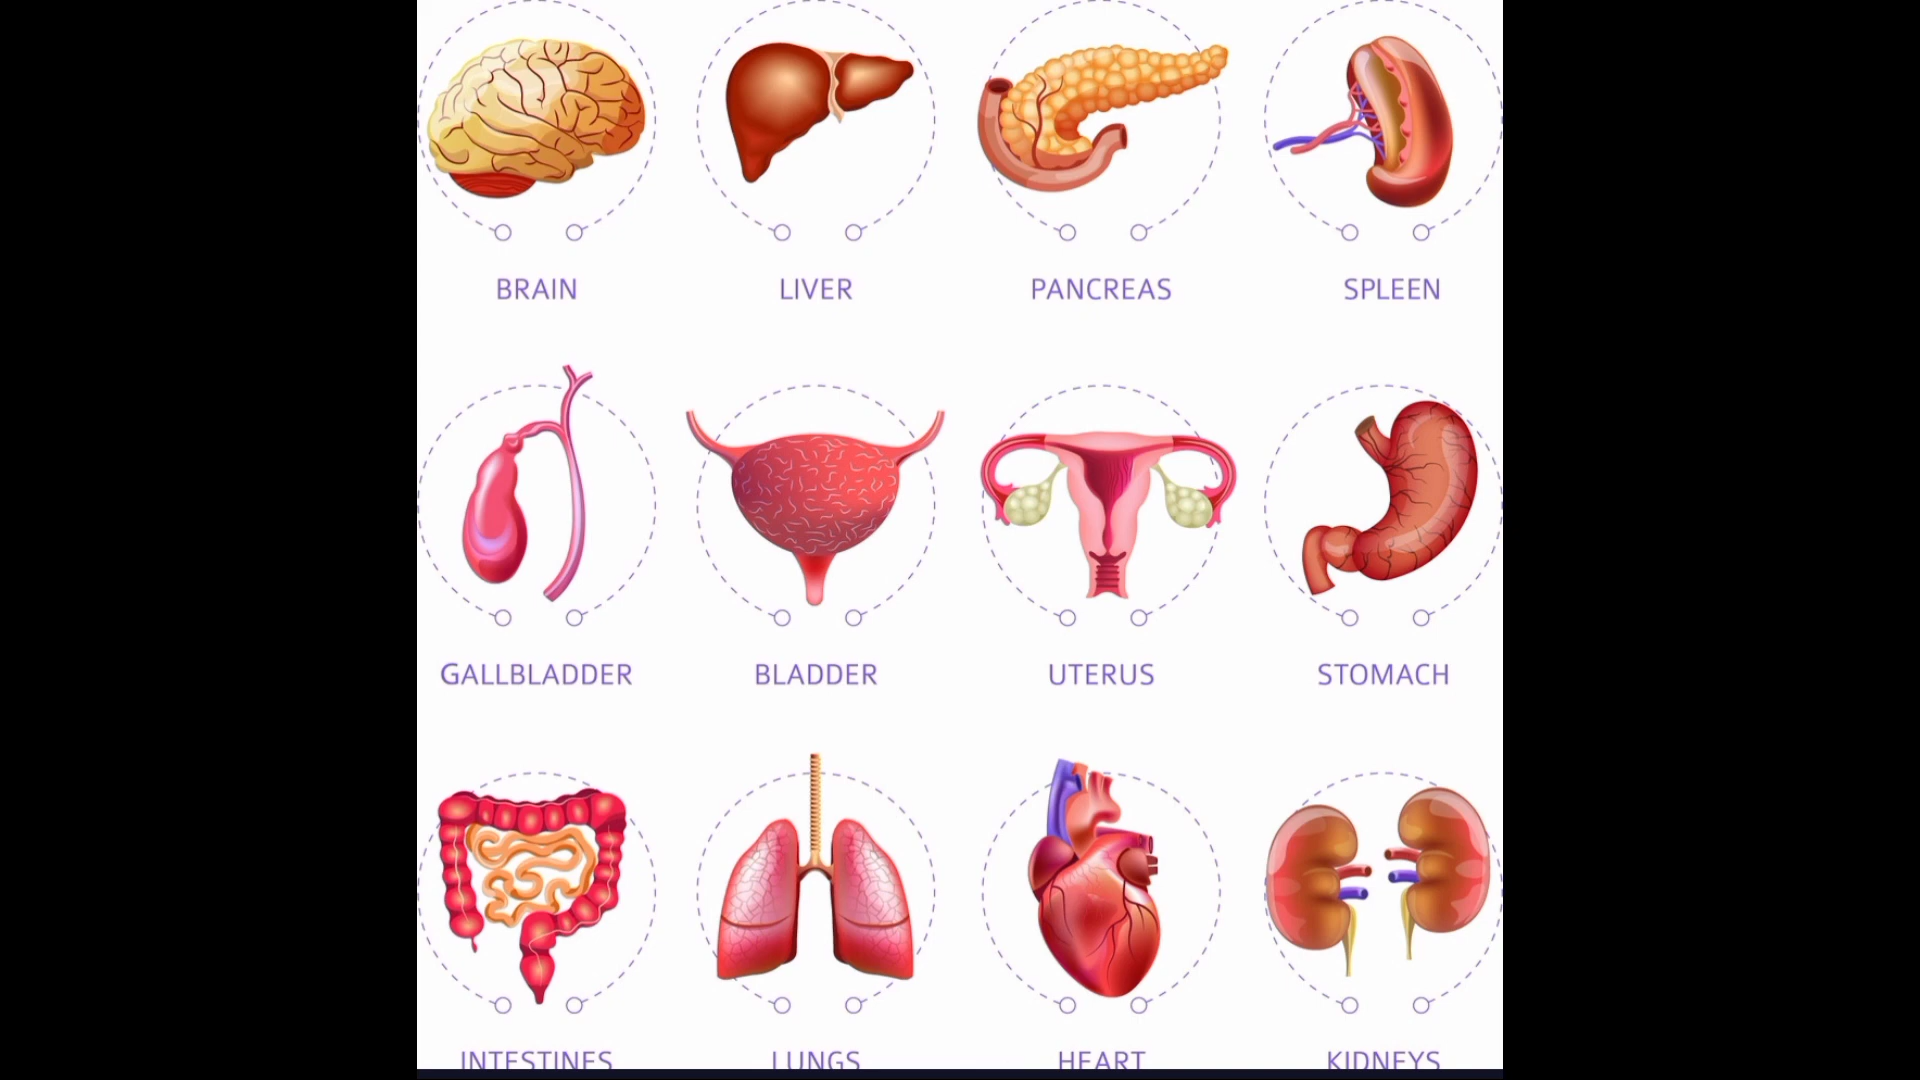 BRAIN LIVER PANCREAS SPLEEN
GALLBLADDER BLADDER UTERUS STOMACH
INTESTINES LUNGS HEART KIDNEYS